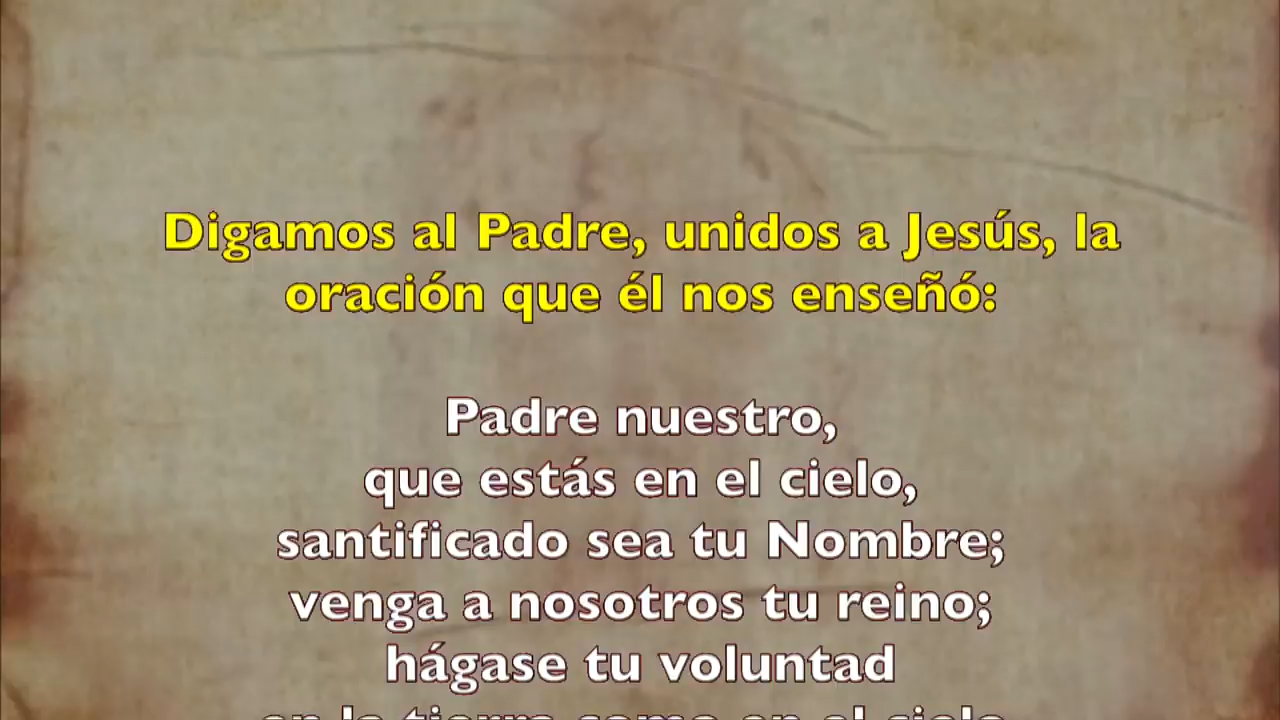 Digamos al Padre, unidos a Jesús, la
oración que él nos enseñó:
Padre nuestro,
que estás en el cielo,
santificado sea tu Nombre;
venga a nosotros tu reino;
hágase tu voluntad
en la tierra como en el cielo